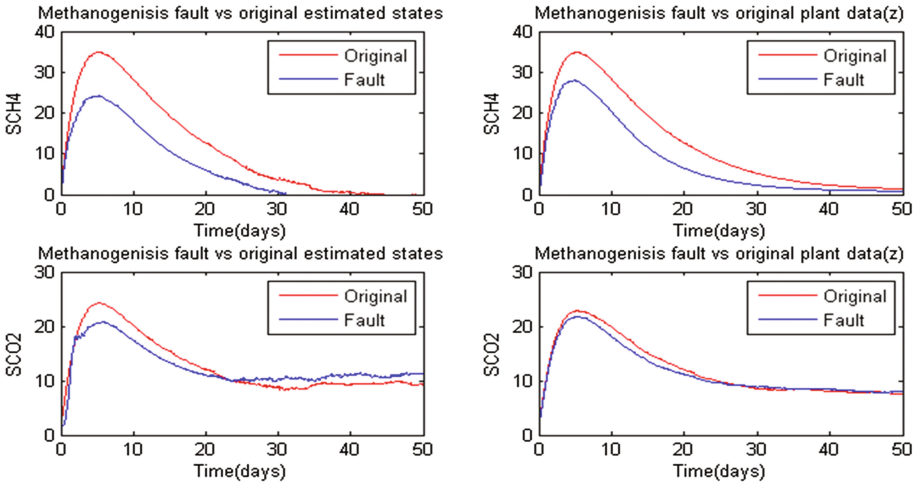 Methanogenisis fault vs original estimated states
SCH4
40
30
20
10
0
0 10 20 30 40 50
Time(days)
Original
Fault
Methanogenisis fault vs original plant data(z)
SCH4
40
30
20
10
0
0 10 20 30 40 50
Time(days)
Original
Fault
Methanogenisis fault vs original estimated states
SCO2
30
20
10
0
0 10 20 30 40 50
Time(days)
Original
Fault
Methanogenisis fault vs original plant data(z)
SCO2
30
20
10
0
0 10 20 30 40 50
Time(days)
Original
Fault